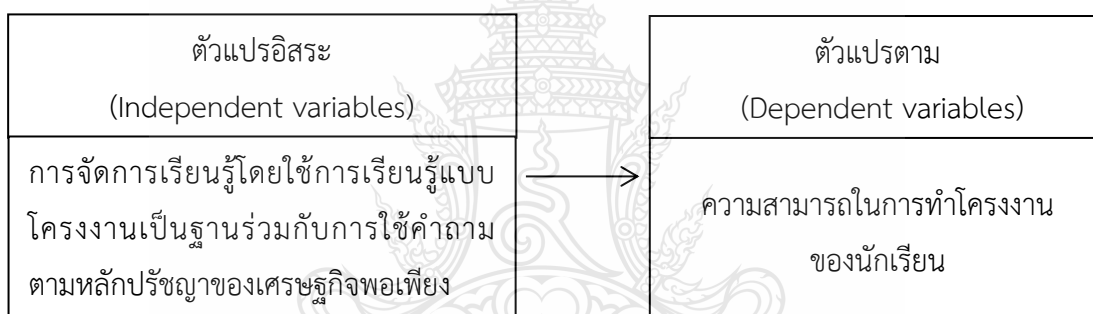 ตัวแปรอิสระ
(Independent variables)
การจัดการเรียนรู้โดยใช้การเรียนรู้แบบ
โครงงานเป็นฐานร่วมกับการใช้คำถาม
ตามหลักปรัชญาของเศรษฐกิจพอเพียง
ตัวแปรตาม
(Dependent variables)
ความสามารถในการทำโครงงาน
ของนักเรียน